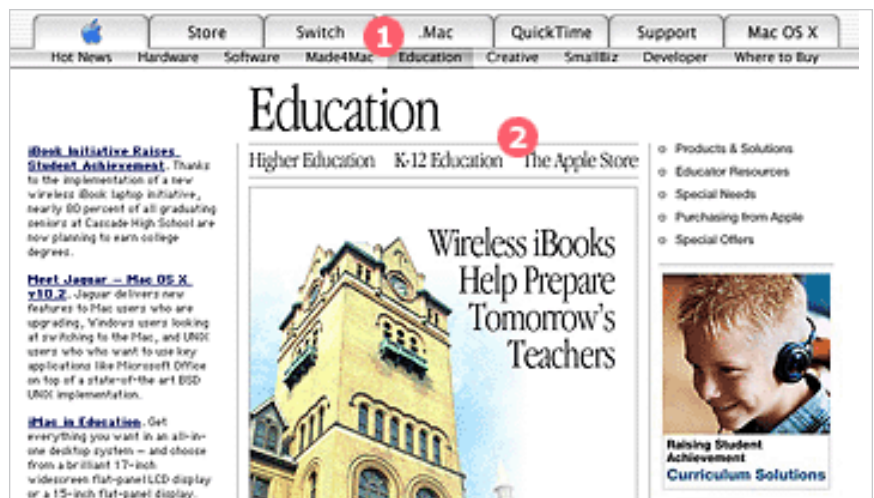 Store Switch .Mac QuickTime Support Mac OS X
1
Hot News Hardware Software Made4Mac Education Creative SmallBiz Developer Where to Buy
Education
2
Higher Education K-12 Education The Apple Store
iBook Initiative Raises
Student Achievement. Thanks
to the implementation of a new
wireless iBook laptop initiative,
nearly 80 percent of all graduating
seniors at Cascade High School are
now planning to earn college
degrees.
Meet Jaguar – Mac OS X
v10.2. Jaguar delivers new
features to Mac users who are
upgrading, Windows users looking
at switching to the Mac, and UNIX
users who who want to use key
applications like Microsoft Office
on top of a state-of-the art BSD
UNIX implementation.
iMac in Education. Get
everything you want in an all-in-
one desktop system – and choose
from a brilliant 17-inch
widescreen flat-panel LCD display
or a 15-inch flat-panel display.
Wireless iBooks
Help Prepare
Tomorrow's
Teachers
Products & Solutions
Educator Resources
Special Needs
Purchasing from Apple
Special Offers
Raising Student
Achievement
Curriculum Solutions